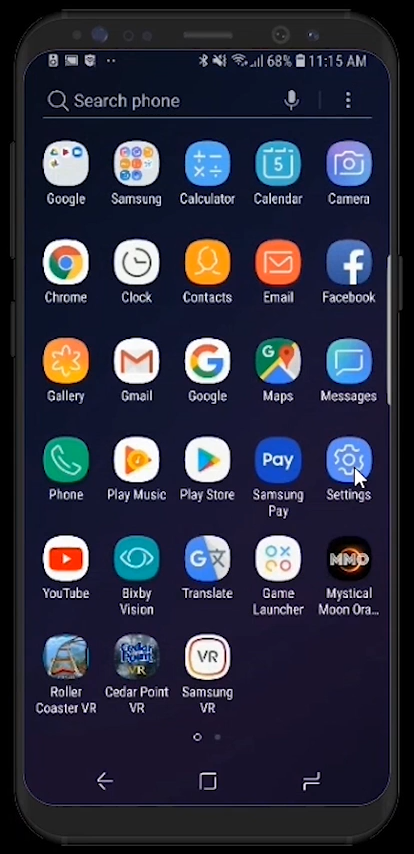 68% 11:15 AM
Search phone
Google Samsung Calculator Calendar Camera
5
Chrome Clock Contacts Email Facebook
Gallery Gmail Google Maps Messages
Pay
Phone Play Music Play Store Samsung Pay Settings
MMO
YouTube Bixby Vision Translate Game Launcher Mystical Moon Ora...
Cedar Point VR
VR
Roller Coaster VR Cedar Point VR Samsung VR